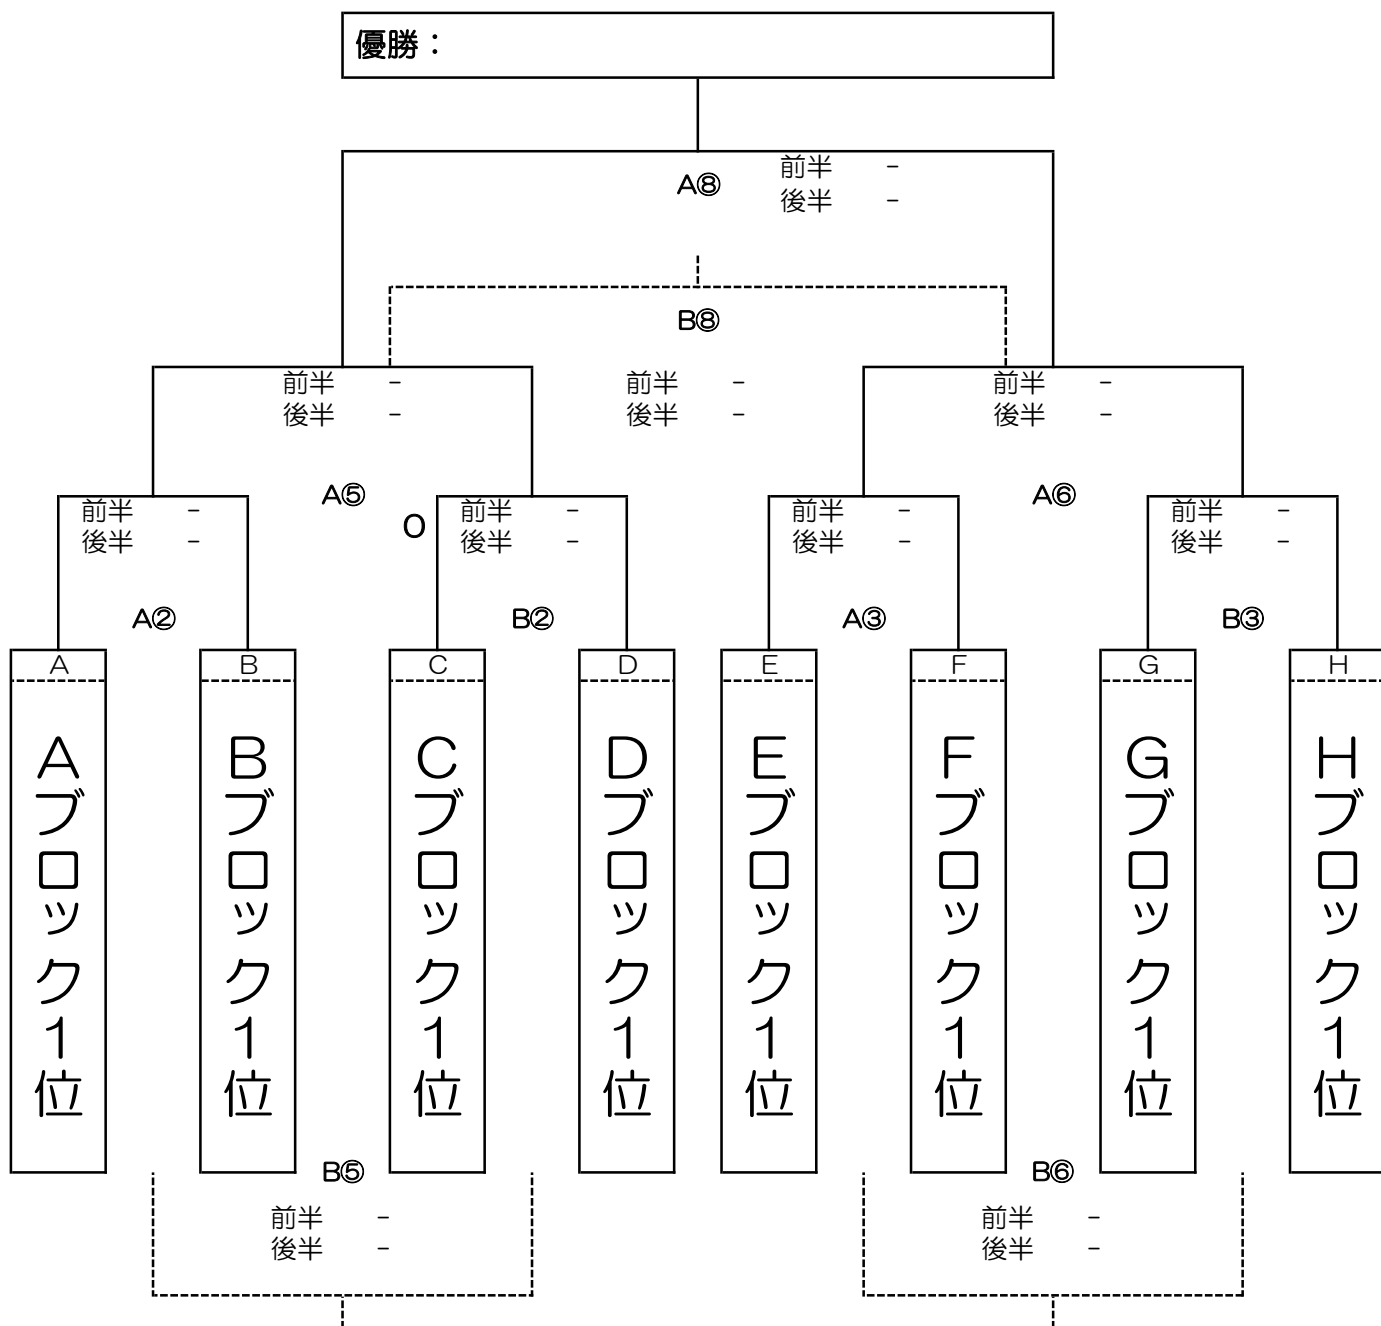 優勝：
A⑧
前半 -
後半 -
B⑧
前半 -
後半 -
前半 -
後半 -
前半 -
後半 -
A⑤
A⑥
前半 -
後半 -
0
前半 -
後半 -
前半 -
後半 -
前半 -
後半 -
A②
B②
A③
B③
A
B
C
D
E
F
G
H
Aブロック1位
Bブロック1位
Cブロック1位
Dブロック1位
Eブロック1位
Fブロック1位
Gブロック1位
Hブロック1位
B⑤
B⑥
前半 -
後半 -
前半 -
後半 -